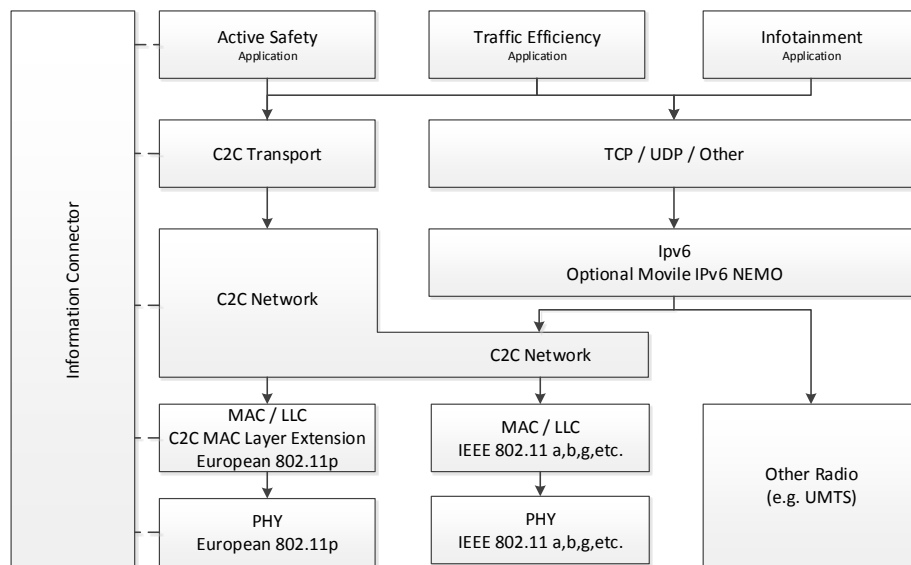 Information Connector
Active Safety
Application
Traffic Efficiency
Application
Infotainment
Application
C2C Transport
TCP / UDP / Other
Ipv6
Optional Movile IPv6 NEMO
C2C Network
C2C Network
MAC / LLC
C2C MAC Layer Extension
European 802.11p
MAC / LLC
IEEE 802.11 a,b,g,etc.
Other Radio
(e.g. UMTS)
PHY
European 802.11p
PHY
IEEE 802.11 a,b,g,etc.